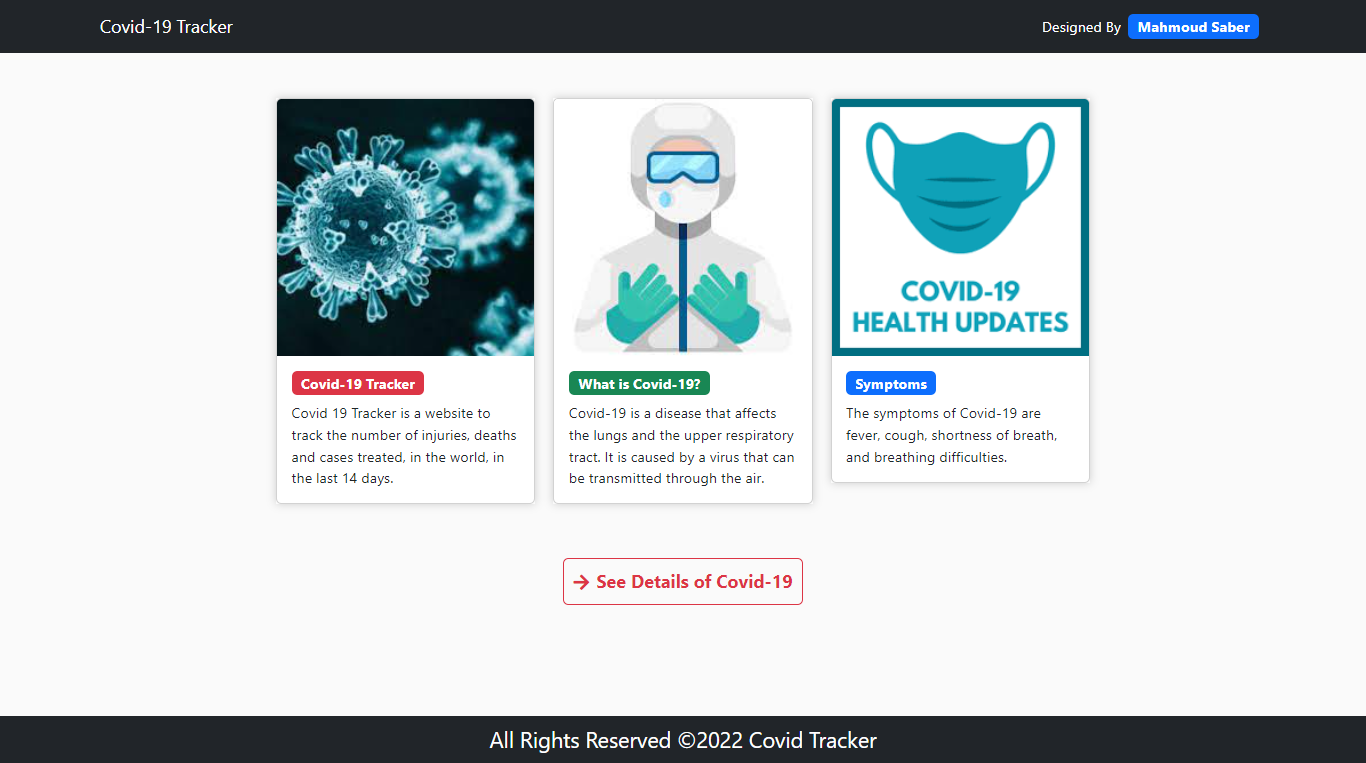 Covid-19 Tracker
Designed By Mahmoud Saber
COVID-19
HEALTH UPDATES
Covid-19 Tracker
Covid 19 Tracker is a website to
track the number of injuries, deaths
and cases treated, in the world, in
the last 14 days.
What is Covid-19?
Covid-19 is a disease that affects
the lungs and the upper respiratory
tract. It is caused by a virus that can
be transmitted through the air.
Symptoms
The symptoms of Covid-19 are
fever, cough, shortness of breath,
and breathing difficulties.
See Details of Covid-19
All Rights Reserved ©2022 Covid Tracker